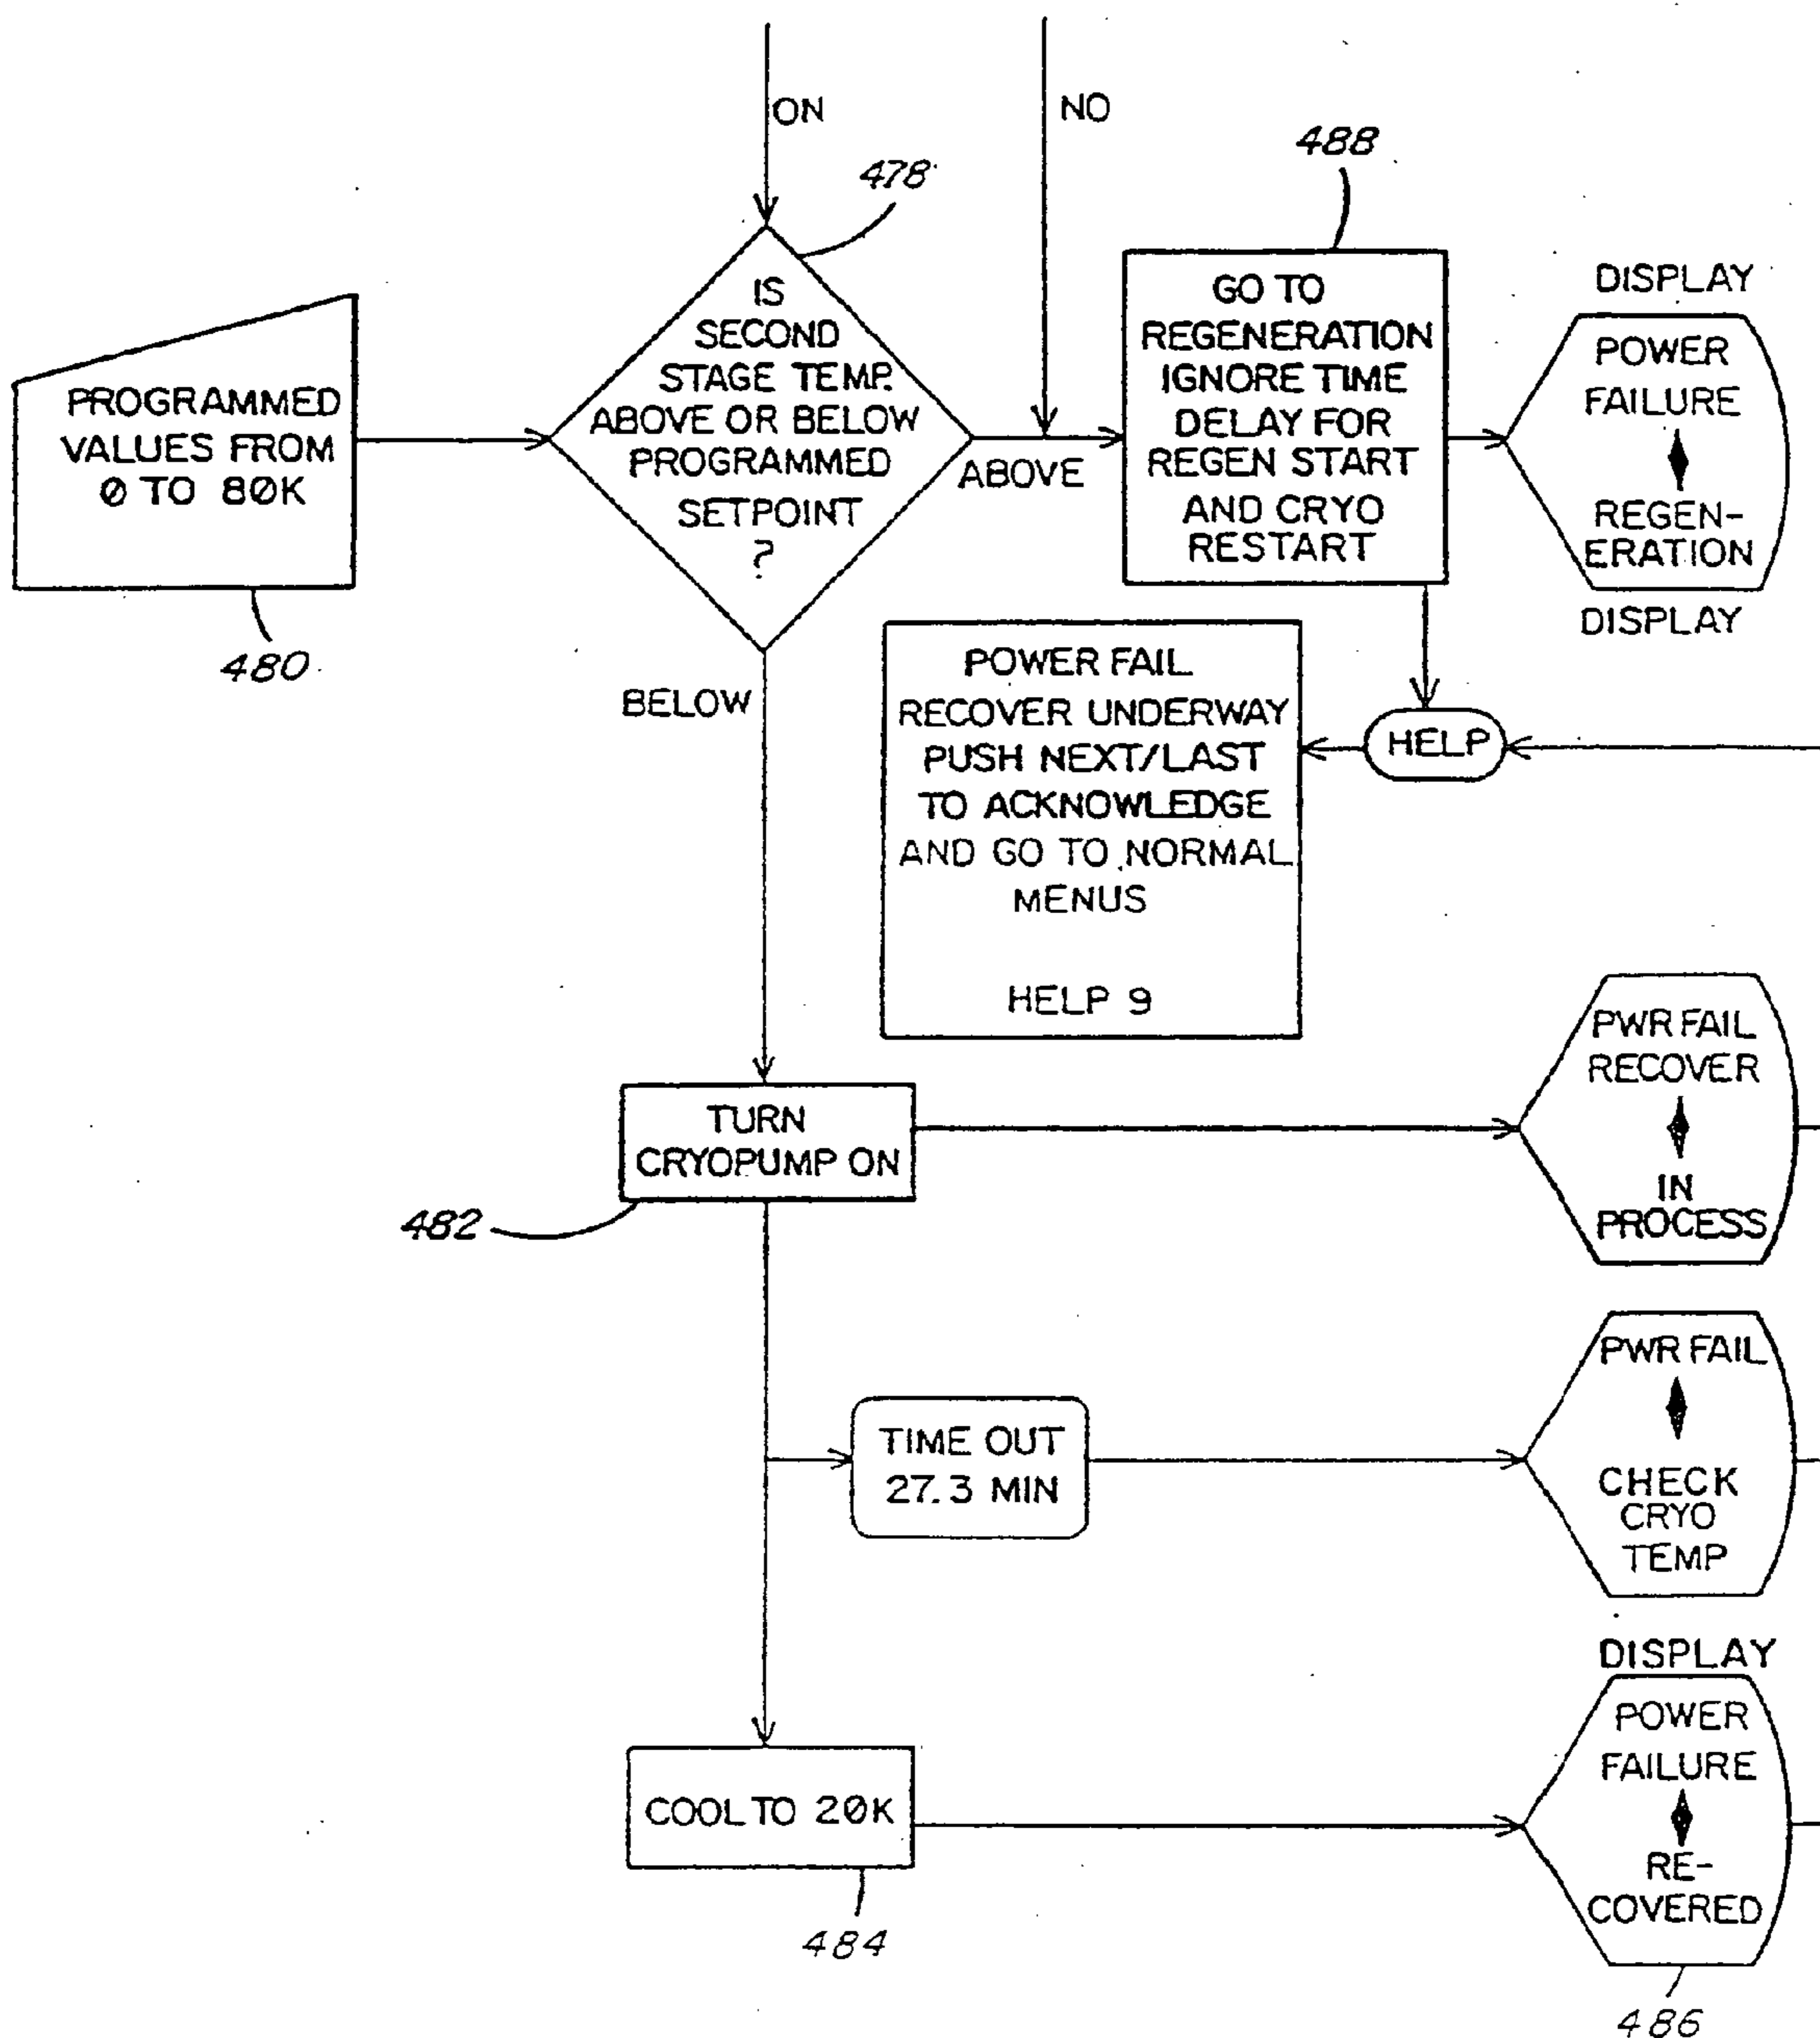 ON
NO
478
488
PROGRAMMED
VALUES FROM
0 TO 80K
480
IS
SECOND
STAGE TEMP.
ABOVE OR BELOW
PROGRAMMED
SETPOINT
?
ABOVE
BELOW
GO TO
REGENERATION
IGNORE TIME
DELAY FOR
REGEN START
AND CRYO
RESTART
DISPLAY
POWER
FAILURE
REGEN-
ERATION
DISPLAY
HELP
POWER FAIL
RECOVER UNDERWAY
PUSH NEXT/LAST
TO ACKNOWLEDGE
AND GO TO NORMAL
MENUS
HELP 9
TURN
CRYOPUMP ON
482
PWR FAIL
RECOVER
IN
PROCESS
TIME OUT
27.3 MIN
PWR FAIL
CHECK
CRYO
TEMP
COOL TO 20K
484
DISPLAY
POWER
FAILURE
RE-
COVERED
486